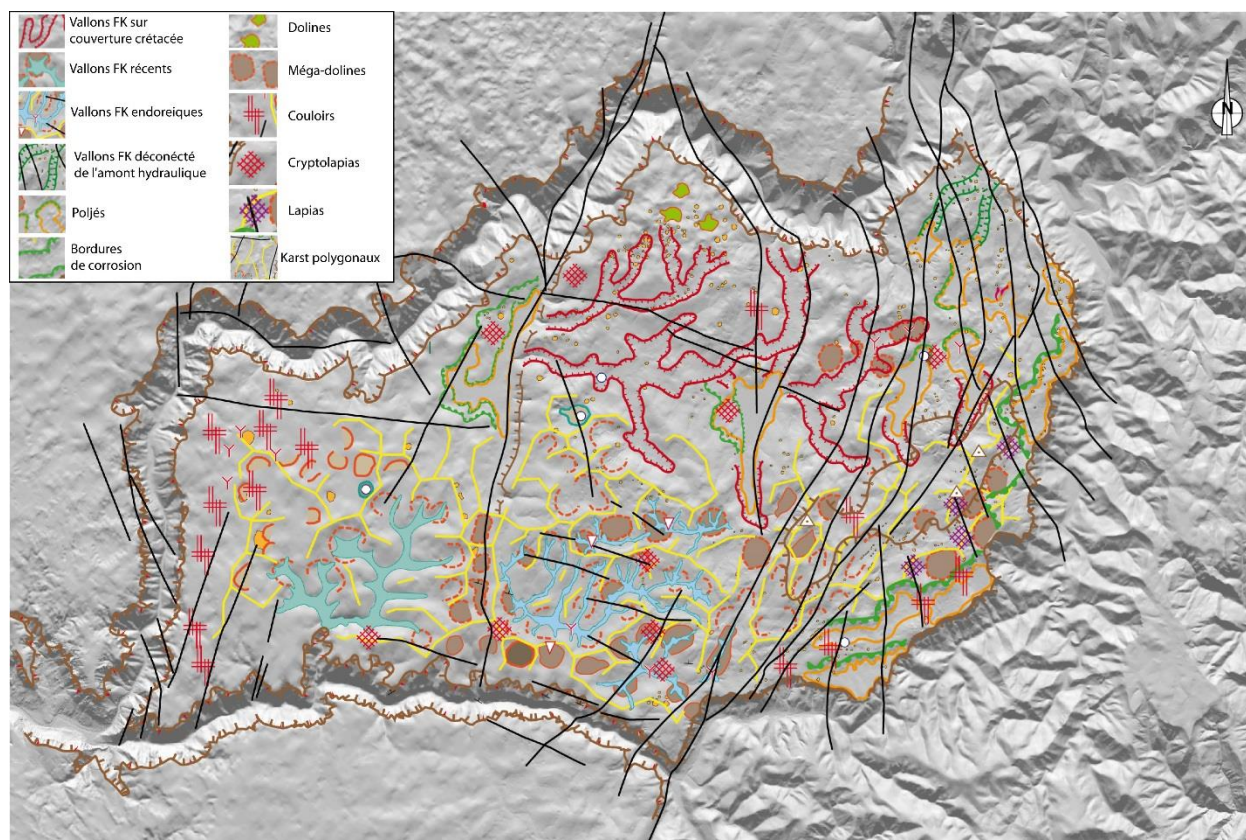 Vallons FK sur
couverture crétacée
Vallons FK récents
Vallons FK endoreiques
Vallons FK déconécté
de l'amont hydraulique
Poljés
Bordures
de corrosion
Dolines
Méga-dolines
Couloirs
Cryptolapias
Lapias
Karst polygonaux
N